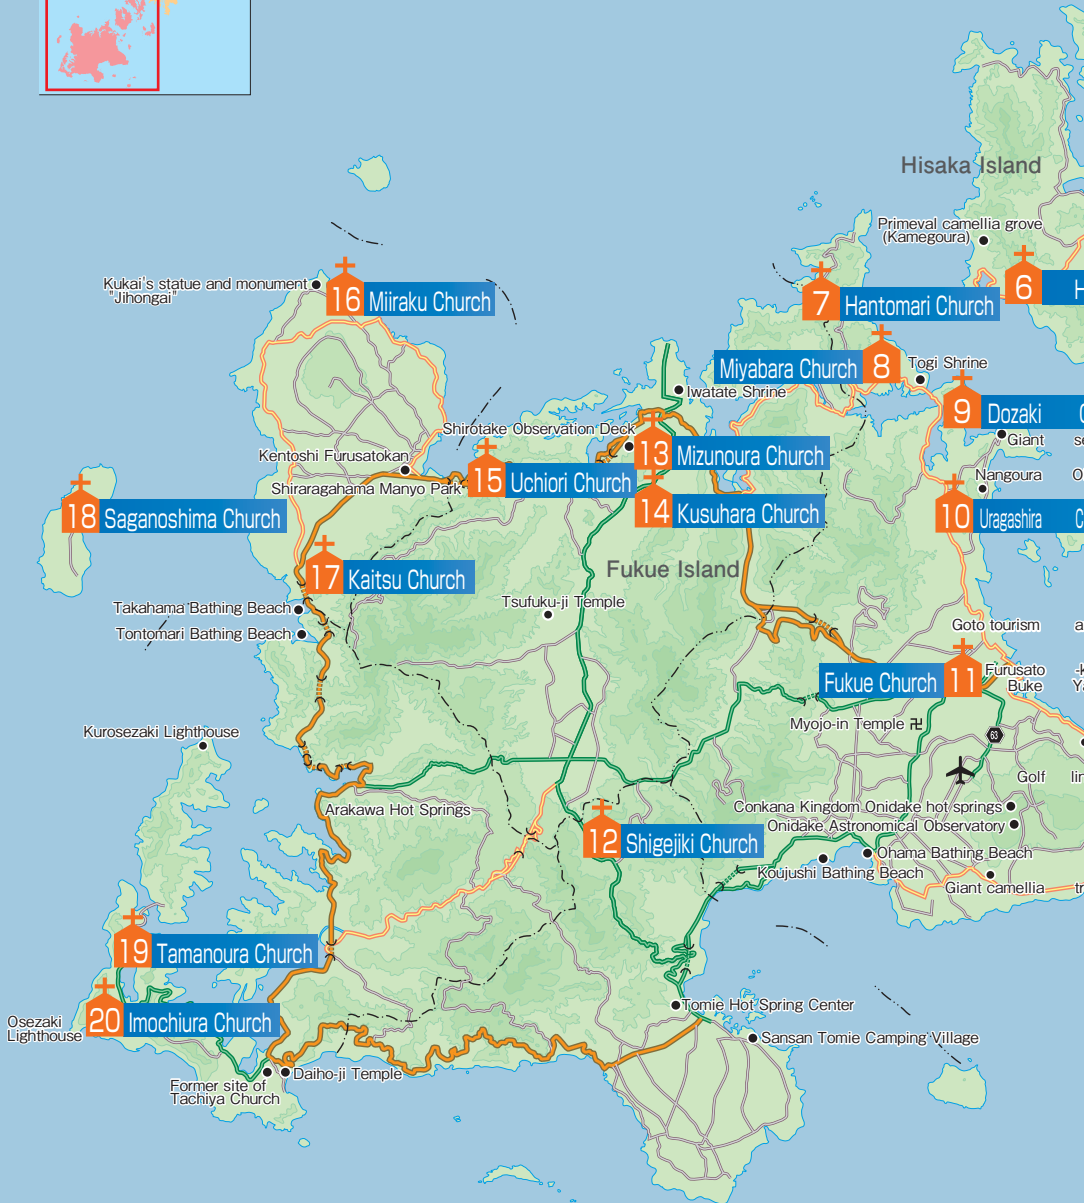 Hisaka Island
Primeval camellia grove
(Kamegoura)
Kukai's statue and monument
"Jihongai"
16 Miiraku Church
6 H
7 Hantomari Church
Miyabara Church 8
Togi Shrine
Iwatate Shrine
9 Dozaki
Giant
Shirotake Observation Deck
13 Mizunoura Church
Kentoshi Furusatokan
15 Uchiori Church
Nangoura
Shiraragahama Manyo Park
14 Kusuhara Church
18 Saganoshima Church
10 Uragashira
Fukue Island
17 Kaitsu Church
Tsufuku-ji Temple
Takahama Bathing Beach
Tontomari Bathing Beach
Goto tourism
Fukue Church 11
Furusato
Buke
Myojo-in Temple 卍
Kurosezaki Lighthouse
63
Golf
Arakawa Hot Springs
Conkana Kingdom Onidake hot springs
Onidake Astronomical Observatory
12 Shigejiki Church
Ohama Bathing Beach
Koujushi Bathing Beach
Giant camellia
19 Tamanoura Church
Tomie Hot Spring Center
20 Imochiura Church
Osezaki
Lighthouse
Sansan Tomie Camping Village
Daiho-ji Temple
Former site of
Tachiya Church